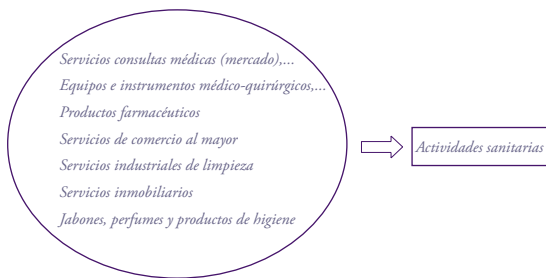 Servicios consultas médicas (mercado),...
Equipos e instrumentos médico-quirúrgicos,...
Productos farmacéuticos
Servicios de comercio al mayor
Servicios industriales de limpieza
Servicios inmobiliarios
Jabones, perfumes y productos de higiene
Actividades sanitarias